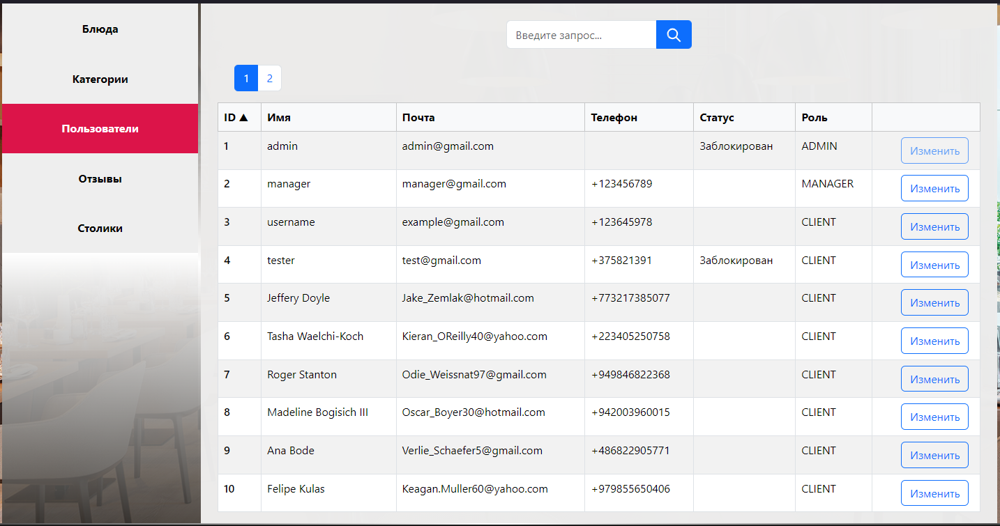 Блюда
Категории
Пользователи
Отзывы
Столики
Введите запрос...
1 2
ID ▲ Имя Почта Телефон Статус Роль
1 admin admin@gmail.com Заблокирован ADMIN Изменить
2 manager manager@gmail.com +123456789 MANAGER Изменить
3 username example@gmail.com +123645978 CLIENT Изменить
4 tester test@gmail.com +375821391 Заблокирован CLIENT Изменить
5 Jeffery Doyle Jake_Zemlak@hotmail.com +773217385077 CLIENT Изменить
6 Tasha Waelchi-Koch Kieran_OReilly40@yahoo.com +223405250758 CLIENT Изменить
7 Roger Stanton Odie_Weissnat97@gmail.com +949846822368 CLIENT Изменить
8 Madeline Bogisich III Oscar_Boyer30@hotmail.com +942003960015 CLIENT Изменить
9 Ana Bode Verlie_Schaefer5@gmail.com +486822905771 CLIENT Изменить
10 Felipe Kulas Keagan.Muller60@yahoo.com +979855650406 CLIENT Изменить